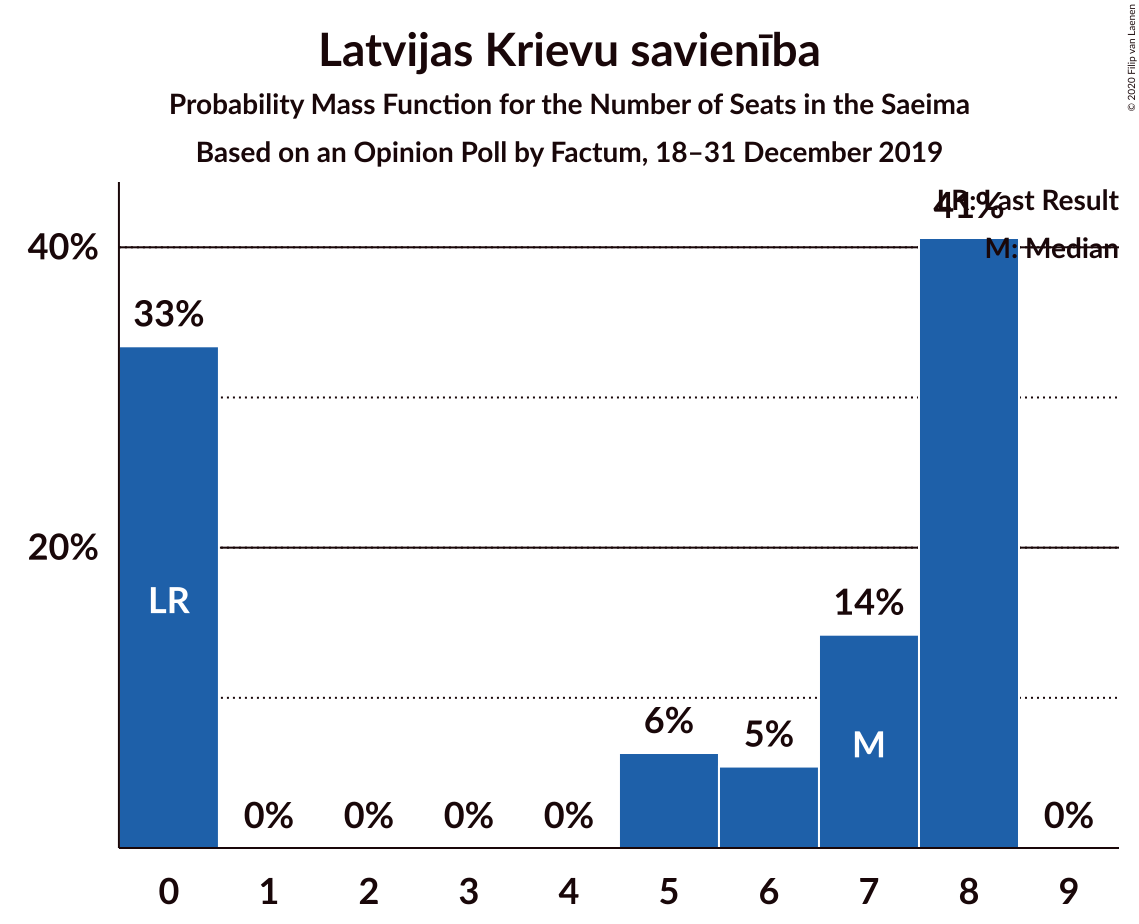 Latvijas Krievu savienība
Probability Mass Function for the Number of Seats in the Saeima
Based on an Opinion Poll by Factum, 18–31 December 2019
© 2020 Filip van Laenen
LR: Last Result
M: Median
41%
40%
33%
20%
LR
14%
6%
5%
M
0%
0%
0%
0%
0%
0 1 2 3 4 5 6 7 8 9